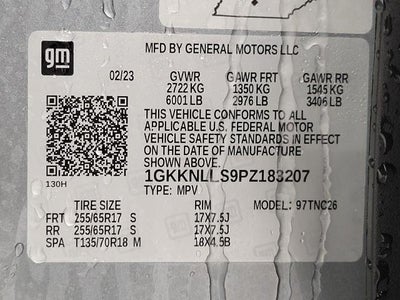 gm
MFD BY GENERAL MOTORS LLC
02/23 GVWR GAWR FRT GAWR RR
2722 KG 1350 KG 1545 KG
6001 LB 2976 LB 3406 LB
THIS VEHICLE CONFORMS TO ALL
APPLICABLE U.S. FEDERAL MOTOR
VEHICLE SAFETY STANDARDS IN EFFECT
ON THE DATE OF MANUFACTURE
SHOWN ABOVE.
1GKKNLLS9PZ183207
130H
TYPE: MPV
TIRE SIZE RIM MODEL: 97TNC26
FRT 255/65R17 S 17X7.5J
RR 255/65R17 S 17X7.5J
SPA T135/70R18 M 18X4.5B